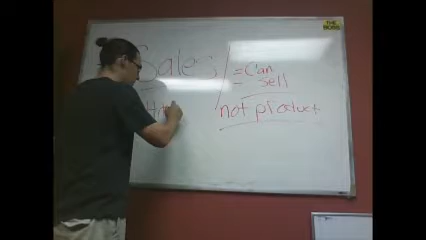 THE BOSS
Sales
= Can
- Sell
not product